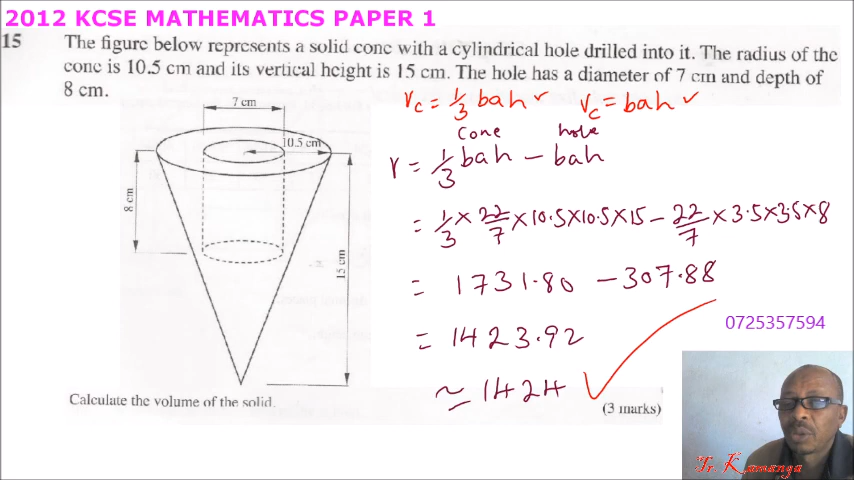 2012 KCSE MATHEMATICS PAPER 1
15 The figure below represents a solid cone with a cylindrical hole drilled into it. The radius of the
cone is 10.5 cm and its vertical height is 15 cm. The hole has a diameter of 7 cm and depth of
8 cm.
Vc = 1/3 bah ✓ Vc = bah ✓
7 cm
Cone hole
10.5 cm
V = 1/3 bah − bah
8 cm
= 1/3 × 22/7 × 10.5 × 10.5 × 15 − 22/7 × 3.5 × 3.5 × 8
15 cm
= 1731.80 − 307.88
0725357594
= 1423.92
≃ 1424 ✓
Calculate the volume of the solid. (3 marks)
Tr. Kamanga